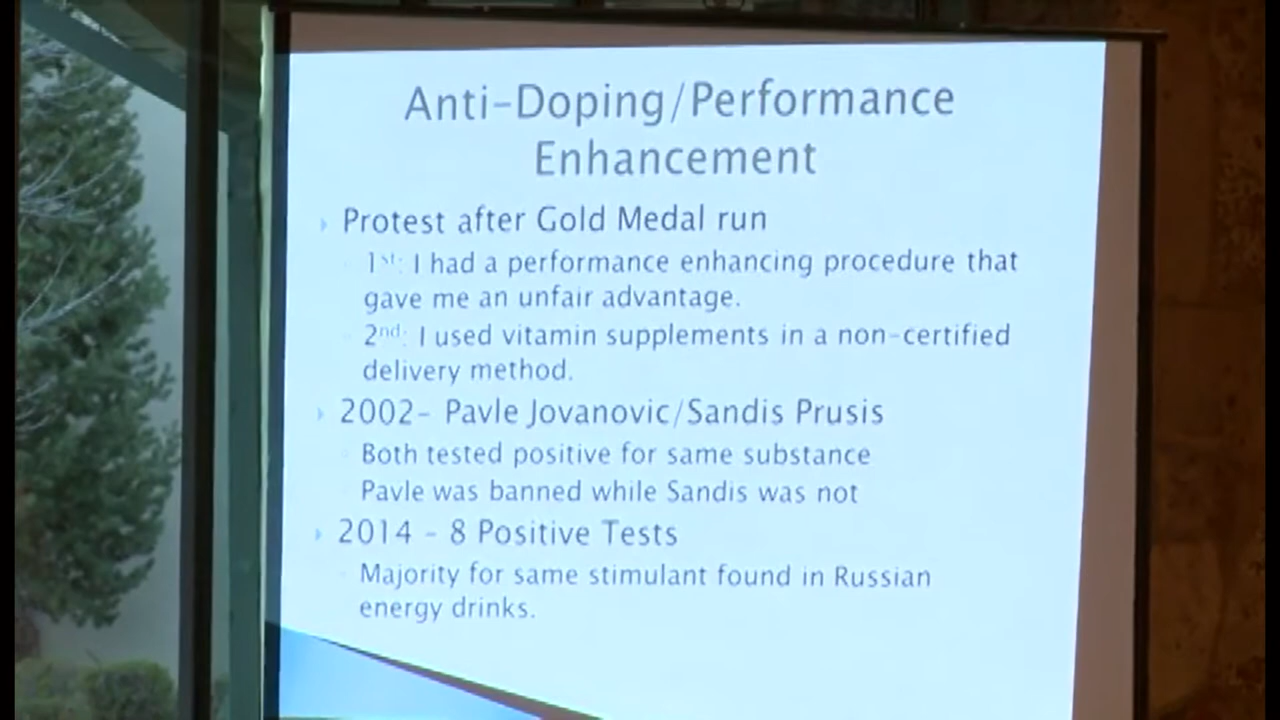 Anti-Doping/Performance
Enhancement
Protest after Gold Medal run
1st: I had a performance enhancing procedure that
gave me an unfair advantage.
2nd: I used vitamin supplements in a non-certified
delivery method.
2002- Pavle Jovanovic/Sandis Prusis
Both tested positive for same substance
Pavle was banned while Sandis was not
2014 - 8 Positive Tests
Majority for same stimulant found in Russian
energy drinks.